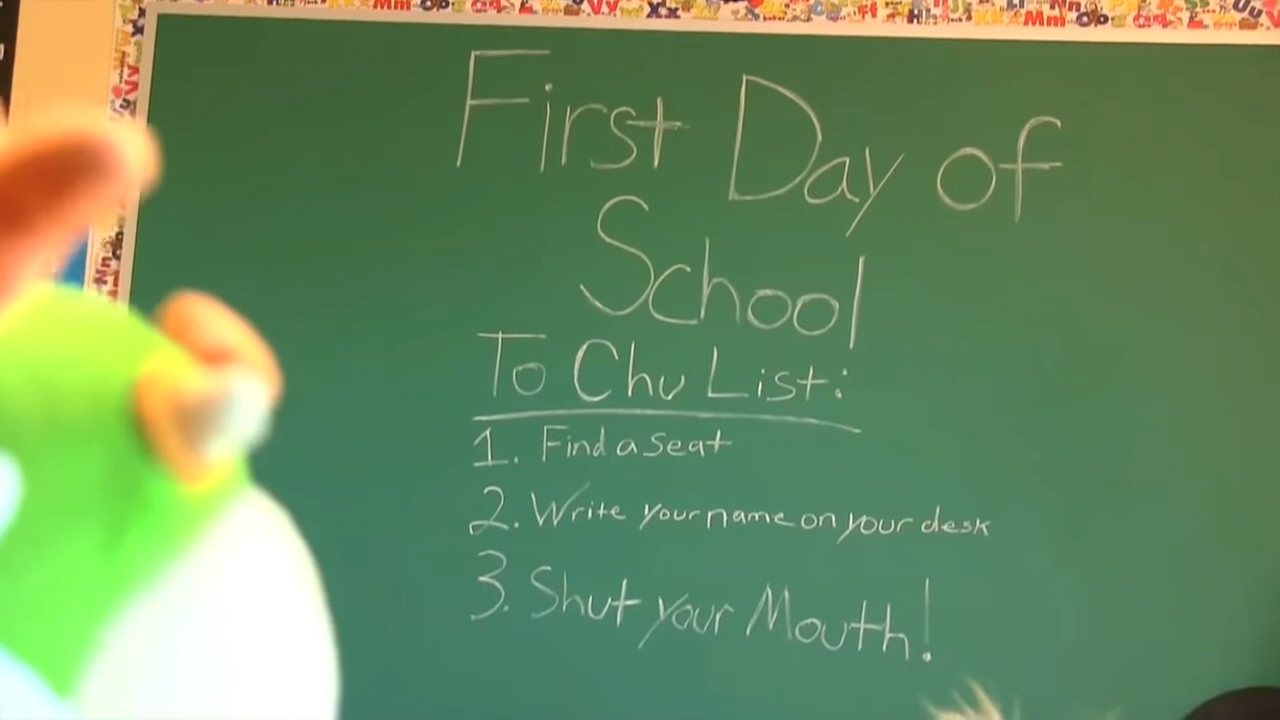 First Day of
School
To Chu List:
1. Find a seat
2. Write your name on your desk
3. Shut your Mouth!